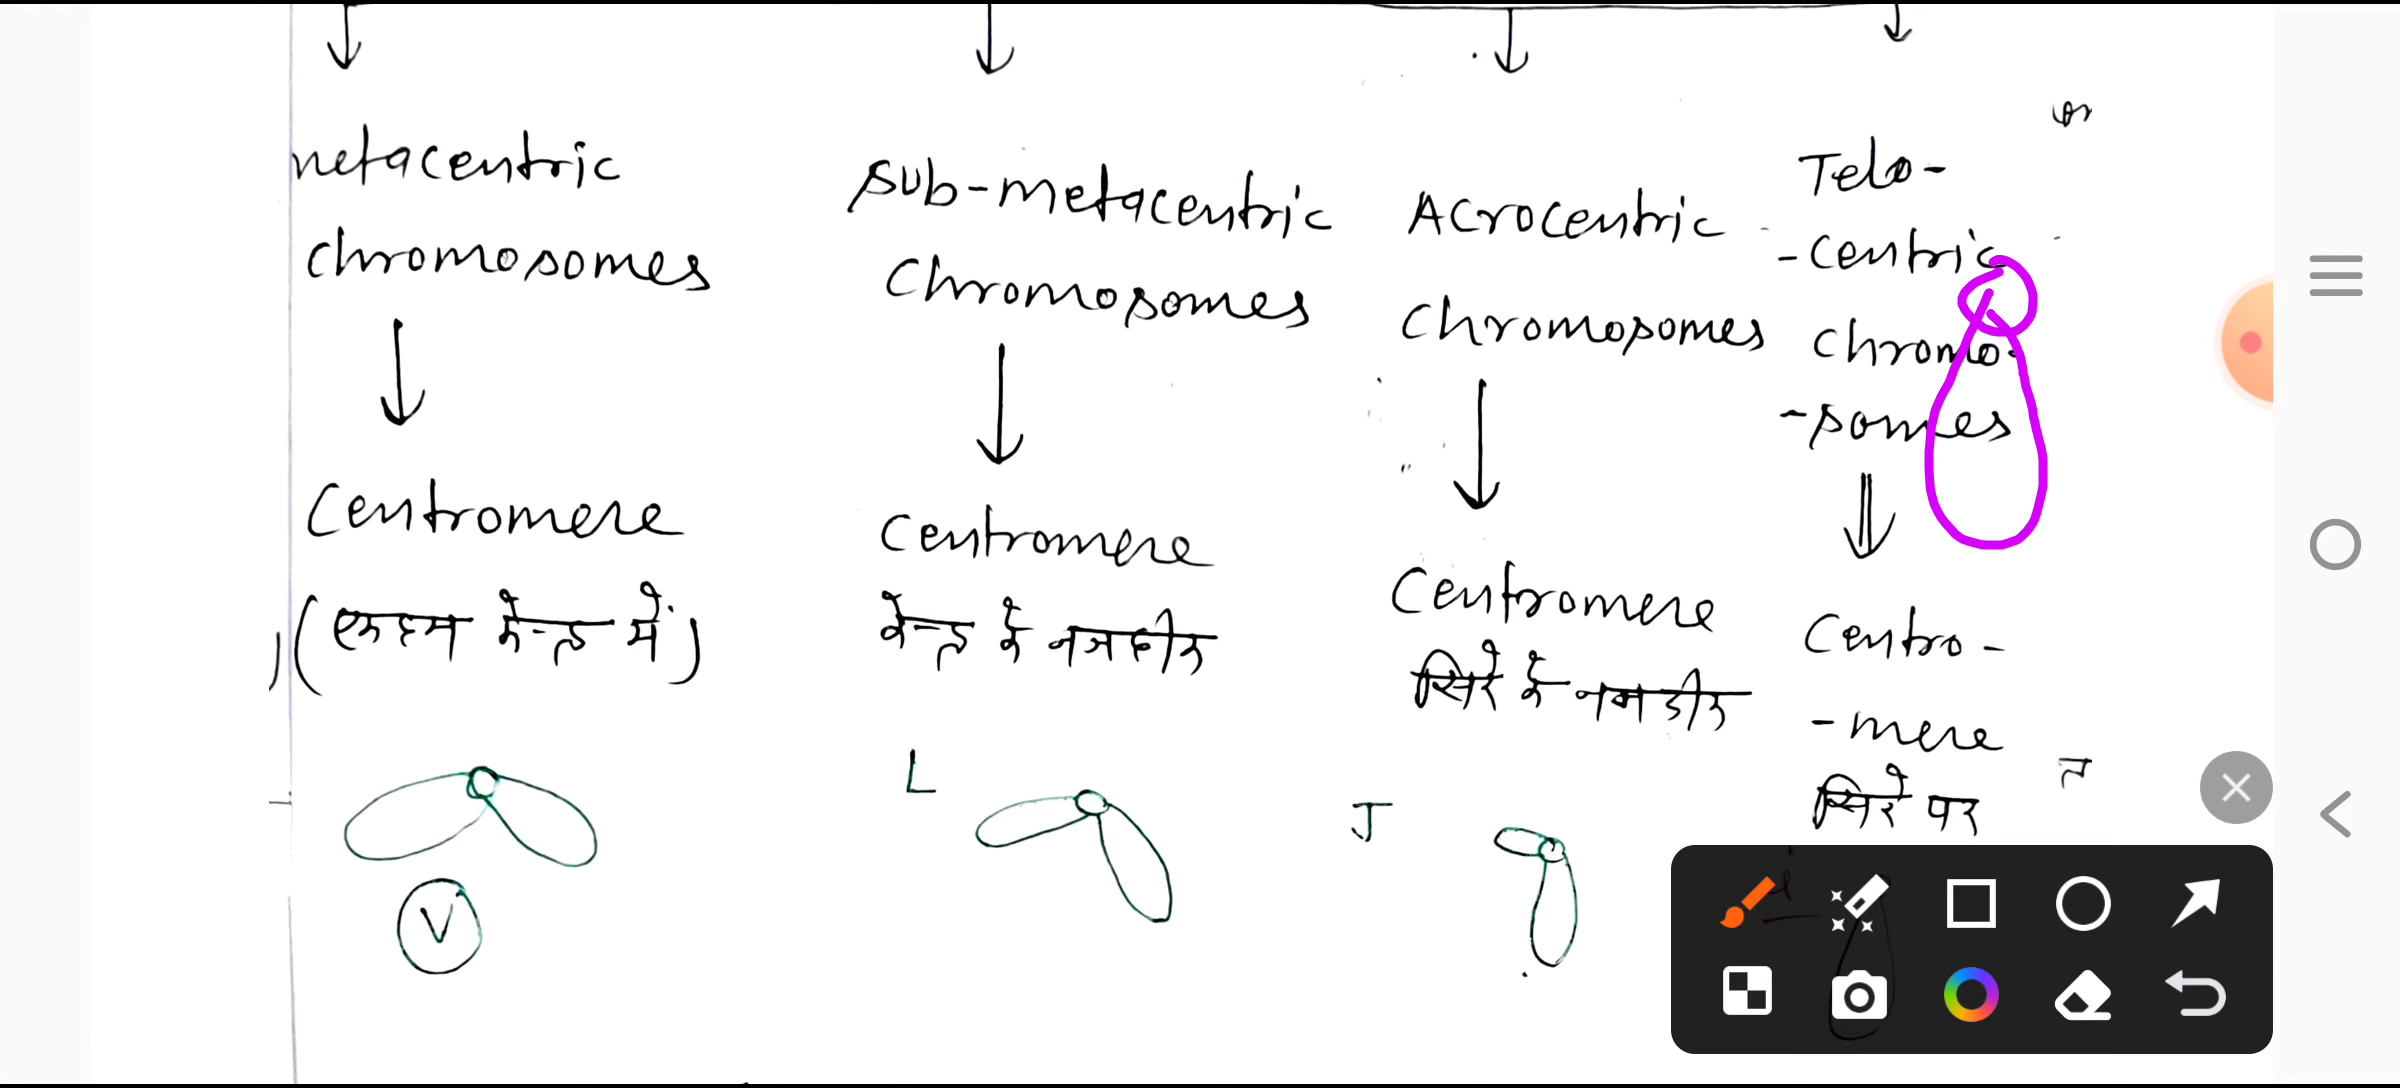 metacentric
chromosomes
Centromere
(एकदम केन्द्र में)
V
sub-metacentric
Chromosomes
Centromere
केन्द्र के नजदीक
L
Acrocentric
Chromosomes
Centromere
सिरे के नजदीक
J
Telo-
-centric
chromo-
-somes
Centro-
-mere
सिरे पर